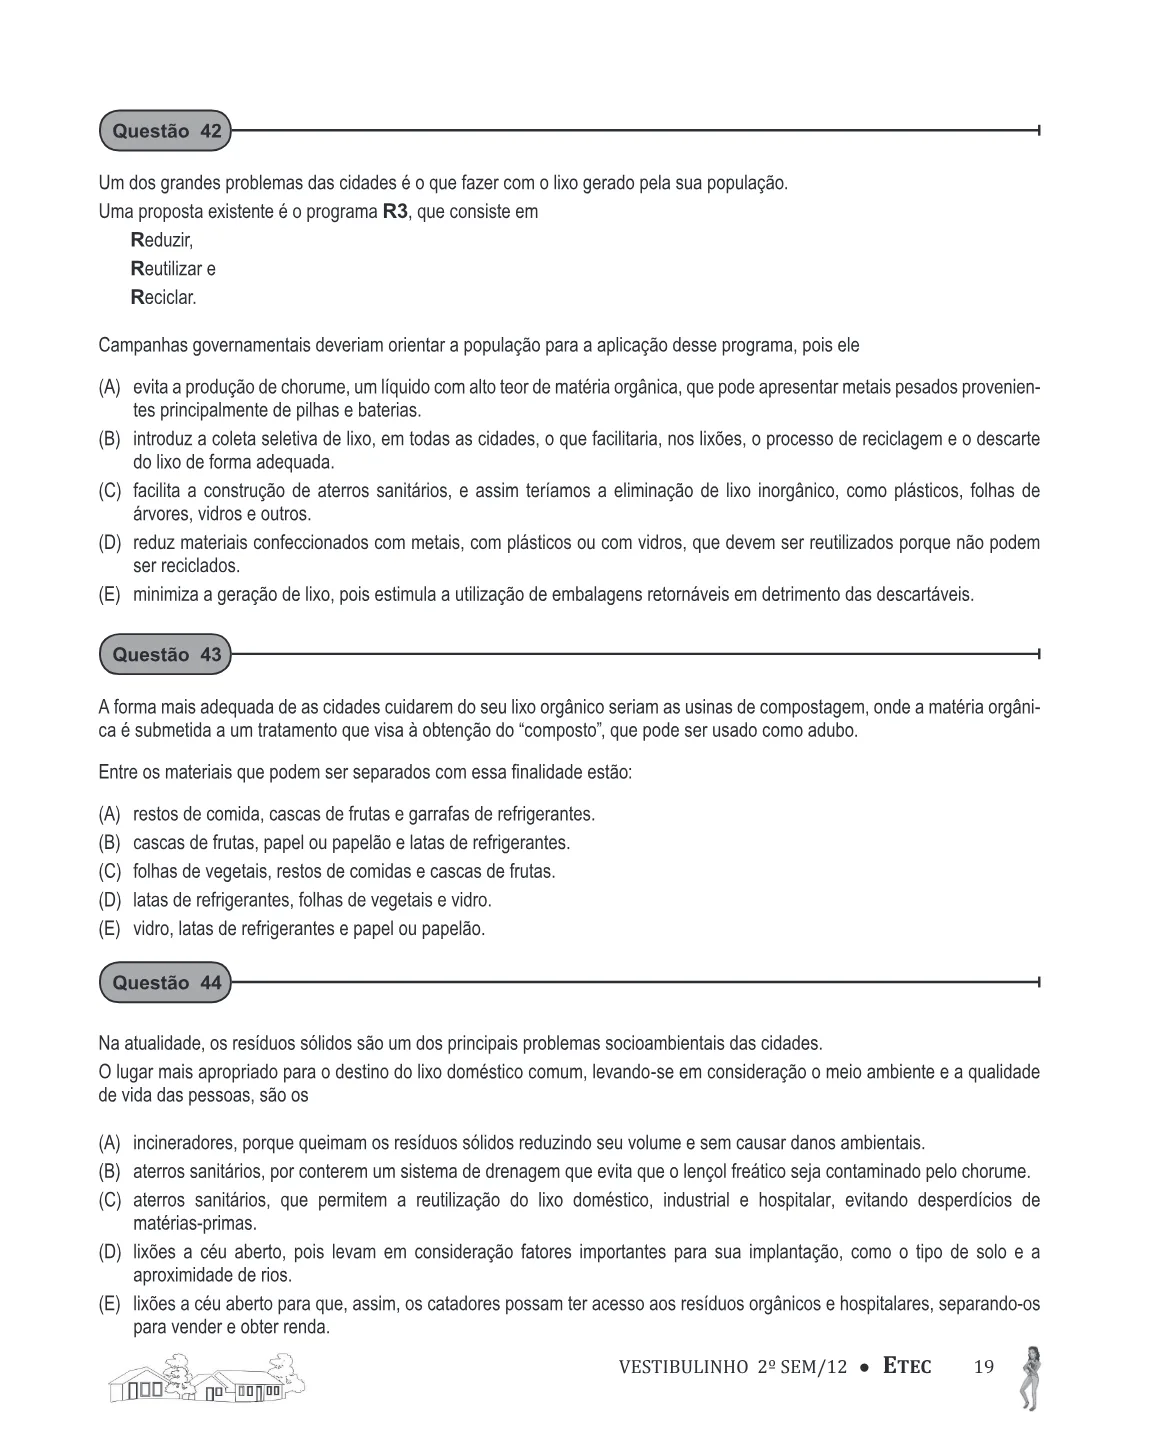 Questão 42
Um dos grandes problemas das cidades é o que fazer com o lixo gerado pela sua população.
Uma proposta existente é o programa R3, que consiste em
Reduzir,
Reutilizar e
Reciclar.
Campanhas governamentais deveriam orientar a população para a aplicação desse programa, pois ele
(A) evita a produção de chorume, um líquido com alto teor de matéria orgânica, que pode apresentar metais pesados provenien-
tes principalmente de pilhas e baterias.
(B) introduz a coleta seletiva de lixo, em todas as cidades, o que facilitaria, nos lixões, o processo de reciclagem e o descarte
do lixo de forma adequada.
(C) facilita a construção de aterros sanitários, e assim teríamos a eliminação de lixo inorgânico, como plásticos, folhas de
árvores, vidros e outros.
(D) reduz materiais confeccionados com metais, com plásticos ou com vidros, que devem ser reutilizados porque não podem
ser reciclados.
(E) minimiza a geração de lixo, pois estimula a utilização de embalagens retornáveis em detrimento das descartáveis.
Questão 43
A forma mais adequada de as cidades cuidarem do seu lixo orgânico seriam as usinas de compostagem, onde a matéria orgâni-
ca é submetida a um tratamento que visa à obtenção do “composto”, que pode ser usado como adubo.
Entre os materiais que podem ser separados com essa finalidade estão:
(A) restos de comida, cascas de frutas e garrafas de refrigerantes.
(B) cascas de frutas, papel ou papelão e latas de refrigerantes.
(C) folhas de vegetais, restos de comidas e cascas de frutas.
(D) latas de refrigerantes, folhas de vegetais e vidro.
(E) vidro, latas de refrigerantes e papel ou papelão.
Questão 44
Na atualidade, os resíduos sólidos são um dos principais problemas socioambientais das cidades.
O lugar mais apropriado para o destino do lixo doméstico comum, levando-se em consideração o meio ambiente e a qualidade
de vida das pessoas, são os
(A) incineradores, porque queimam os resíduos sólidos reduzindo seu volume e sem causar danos ambientais.
(B) aterros sanitários, por conterem um sistema de drenagem que evita que o lençol freático seja contaminado pelo chorume.
(C) aterros sanitários, que permitem a reutilização do lixo doméstico, industrial e hospitalar, evitando desperdícios de
matérias-primas.
(D) lixões a céu aberto, pois levam em consideração fatores importantes para sua implantação, como o tipo de solo e a
aproximidade de rios.
(E) lixões a céu aberto para que, assim, os catadores possam ter acesso aos resíduos orgânicos e hospitalares, separando-os
para vender e obter renda.
VESTIBULINHO 2º SEM/12 • ETEC 19